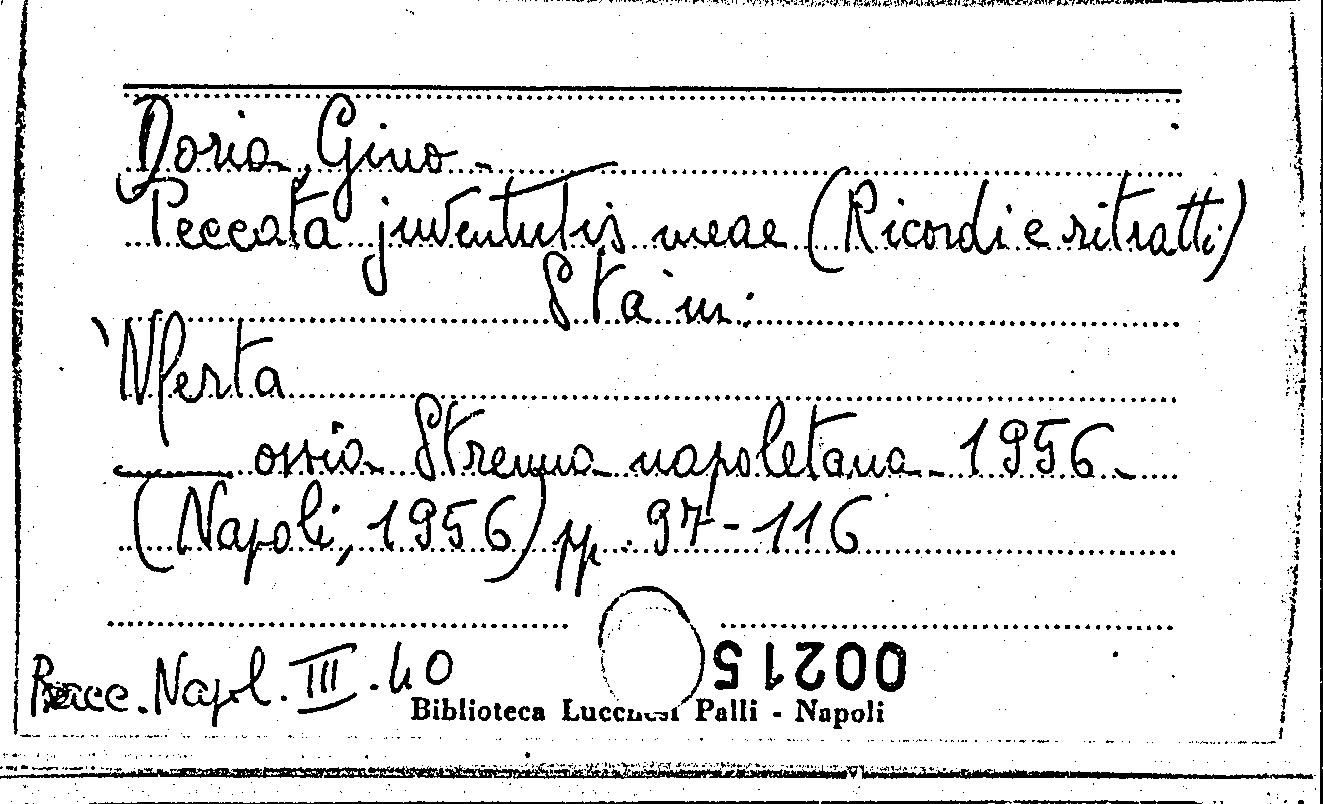 Doria, Gino -
Peccata juventutis meae (Ricordi e ritratti)
Sta in:
'Nferta
ossia Strenna napoletana - 1956 -
(Napoli, 1956) pp. 97-116
00215
Racc. Napol. III. 40
Biblioteca Lucchesi Palli - Napoli